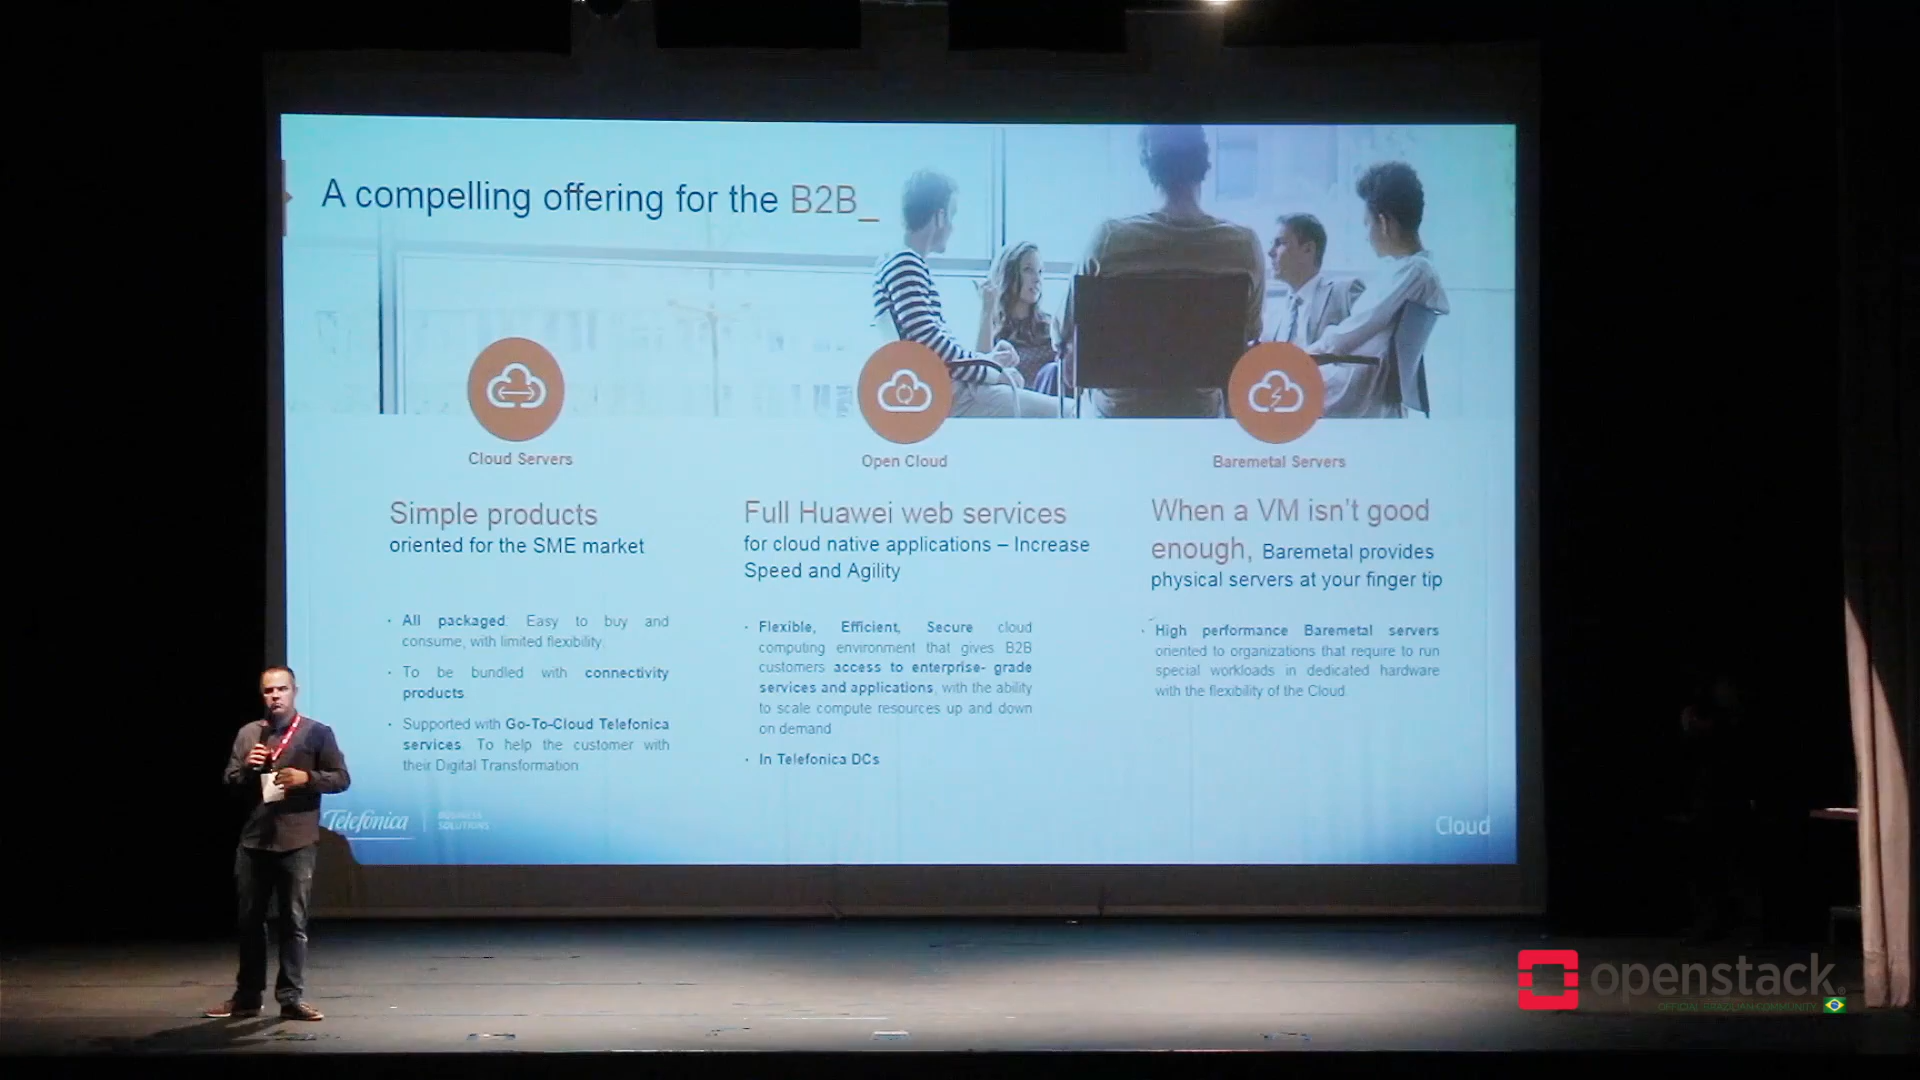 A compelling offering for the B2B_
Cloud Servers
Simple products
oriented for the SME market
· All packaged. Easy to buy and
consume, with limited flexibility.
· To be bundled with connectivity
products
· Supported with Go-To-Cloud Telefonica
services. To help the customer with
their Digital Transformation
Open Cloud
Full Huawei web services
for cloud native applications – Increase
Speed and Agility
· Flexible, Efficient, Secure cloud
computing environment that gives B2B
customers access to enterprise- grade
services and applications, with the ability
to scale compute resources up and down
on demand
· In Telefonica DCs
Baremetal Servers
When a VM isn't good
enough, Baremetal provides
physical servers at your finger tip
· High performance Baremetal servers
oriented to organizations that require to run
special workloads in dedicated hardware
with the flexibility of the Cloud.
Telefónica
BUSINESS
SOLUTIONS
Cloud
openstack®
OFFICIAL BRAZILIAN COMMUNITY